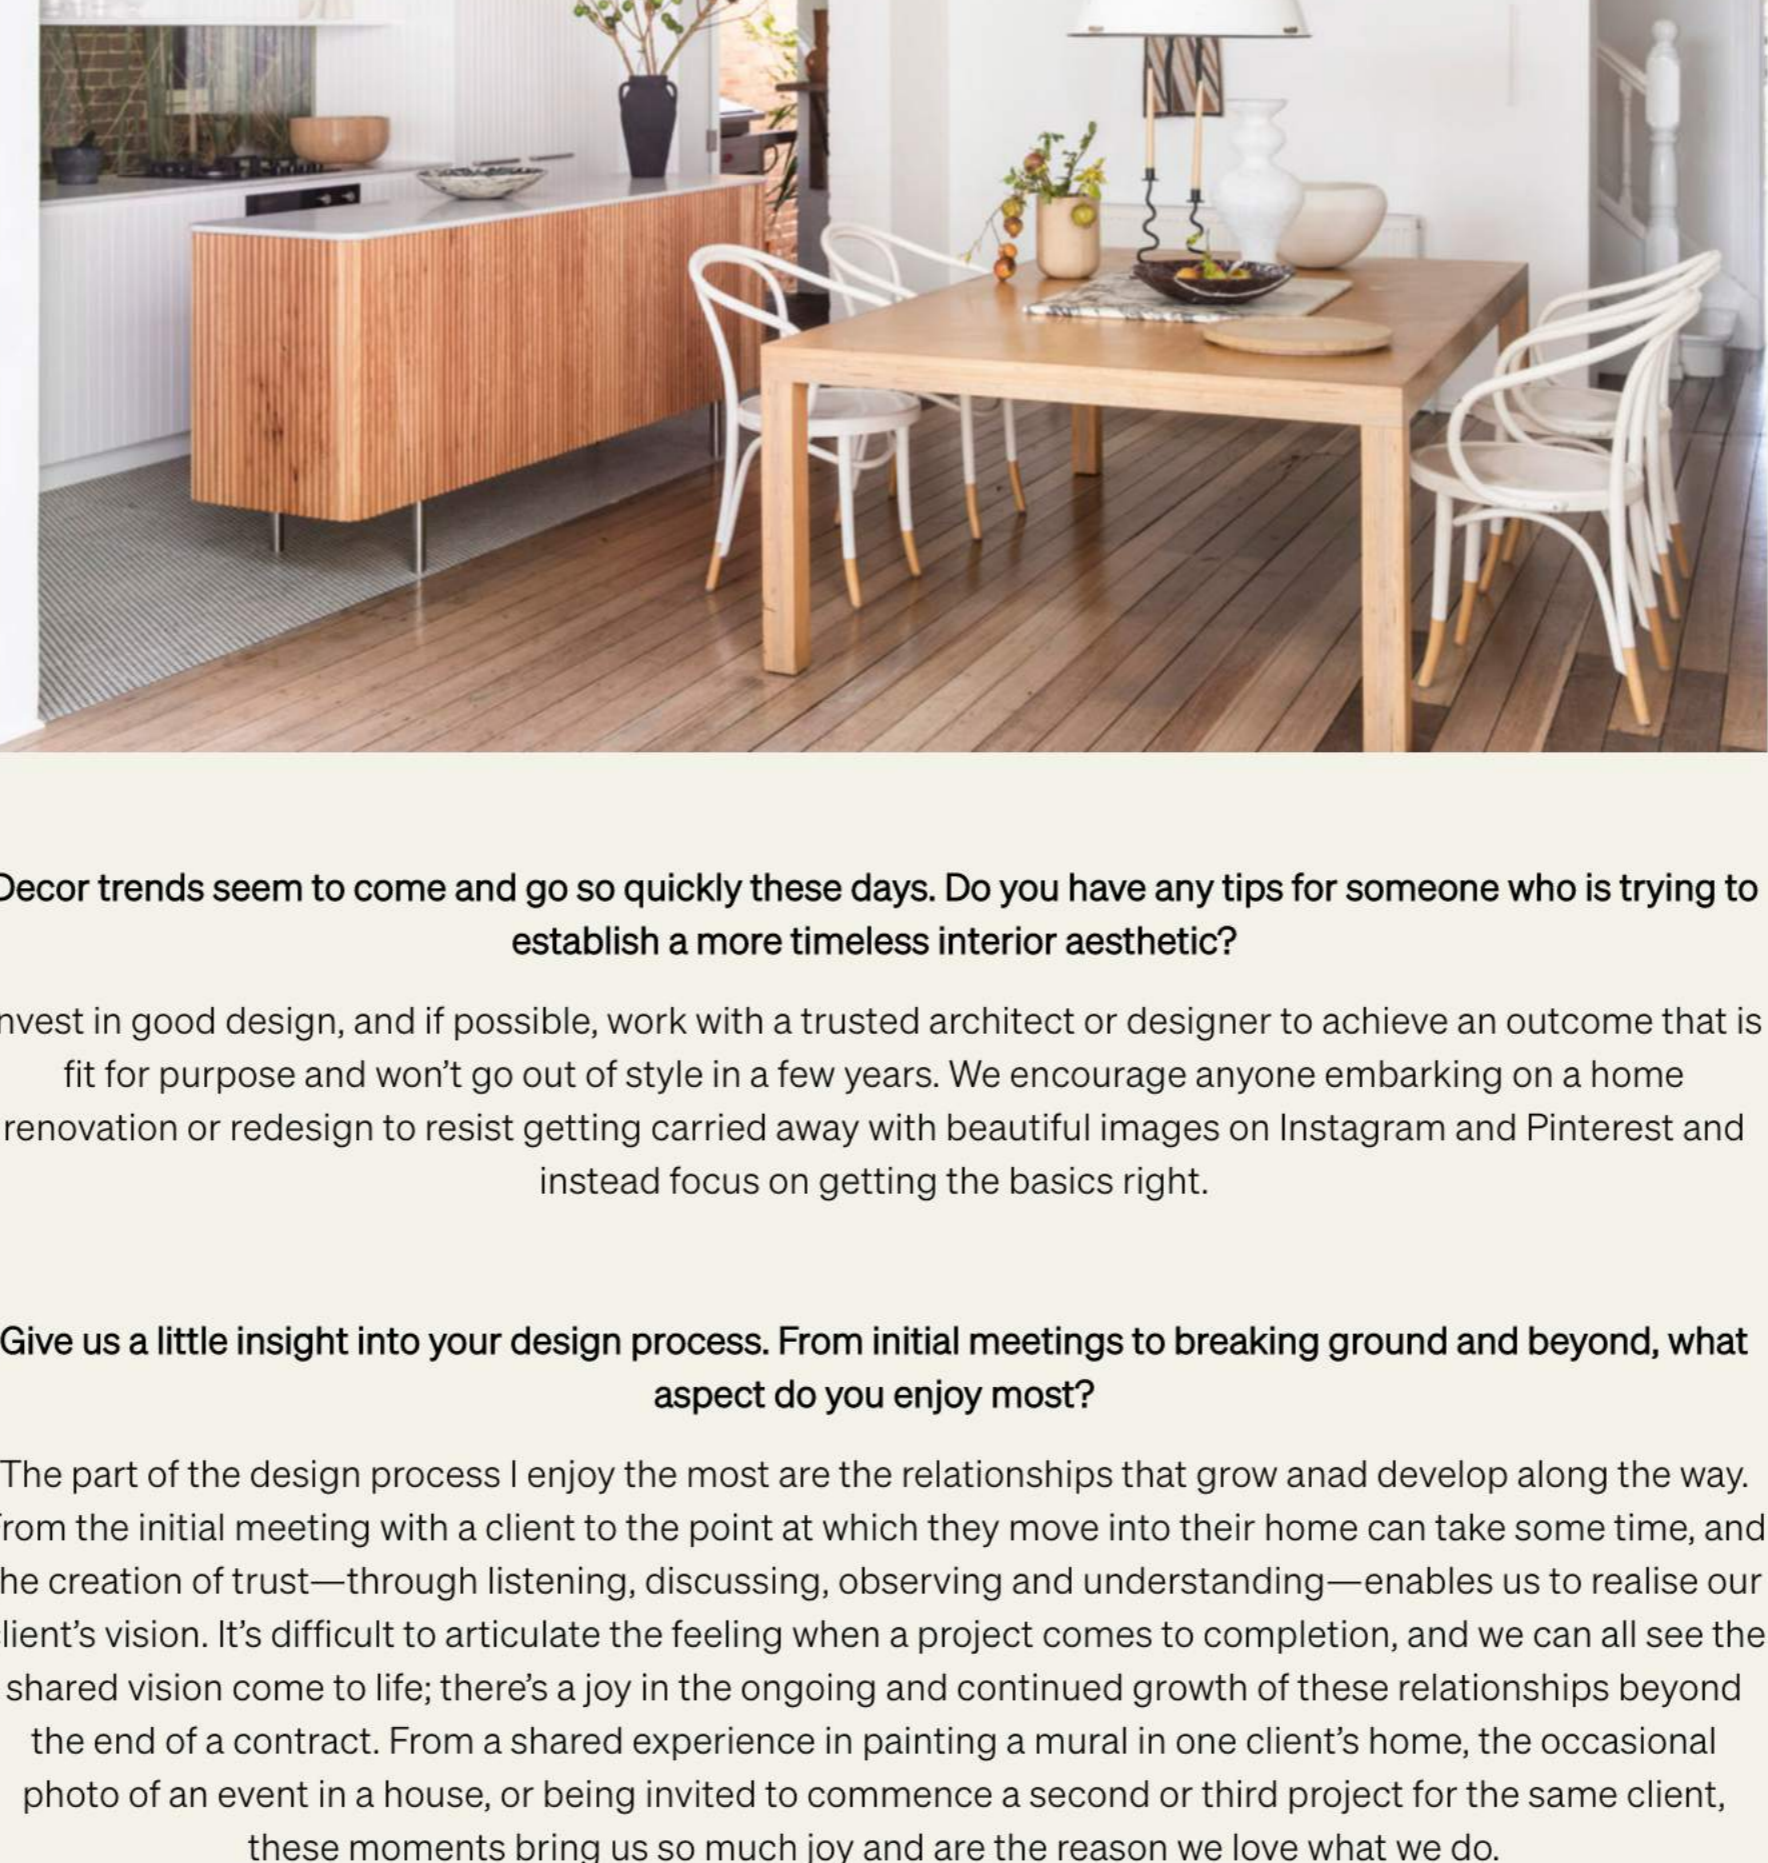 Decor trends seem to come and go so quickly these days. Do you have any tips for someone who is trying to
establish a more timeless interior aesthetic?
nvest in good design, and if possible, work with a trusted architect or designer to achieve an outcome that is
fit for purpose and won't go out of style in a few years. We encourage anyone embarking on a home
renovation or redesign to resist getting carried away with beautiful images on Instagram and Pinterest and
instead focus on getting the basics right.
Give us a little insight into your design process. From initial meetings to breaking ground and beyond, what
aspect do you enjoy most?
The part of the design process I enjoy the most are the relationships that grow anad develop along the way.
rom the initial meeting with a client to the point at which they move into their home can take some time, and
he creation of trust—through listening, discussing, observing and understanding—enables us to realise our
lient's vision. It's difficult to articulate the feeling when a project comes to completion, and we can all see the
shared vision come to life; there's a joy in the ongoing and continued growth of these relationships beyond
the end of a contract. From a shared experience in painting a mural in one client's home, the occasional
photo of an event in a house, or being invited to commence a second or third project for the same client,
these moments bring us so much joy and are the reason we love what we do.